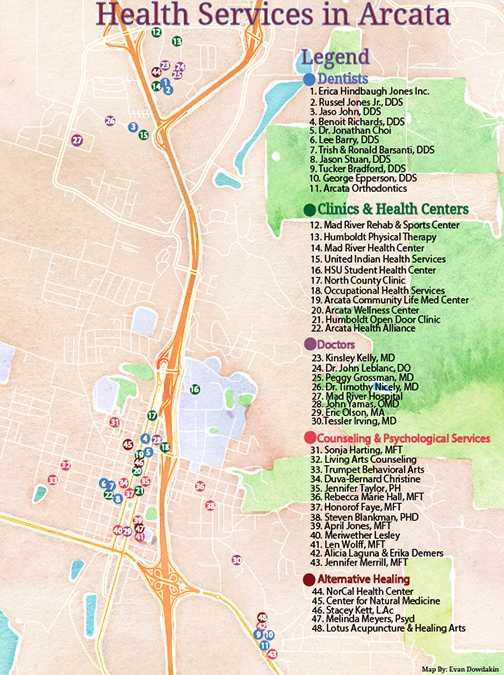 Health Services in Arcata
Legend
Dentists
1. Erica Hindbaugh Jones Inc.
2. Russel Jones Jr., DDS
3. Jaso John, DDS
4. Benoit Richards, DDS
5. Dr. Jonathan Choi
6. Lee Barry, DDS
7. Trish & Ronald Barsanti, DDS
8. Jason Stuan, DDS
9. Tucker Bradford, DDS
10. George Epperson, DDS
11. Arcata Orthodontics
Clinics & Health Centers
12. Mad River Rehab & Sports Center
13. Humboldt Physical Therapy
14. Mad River Health Center
15. United Indian Health Services
16. HSU Student Health Center
17. North County Clinic
18. Occupational Health Services
19. Arcata Community Life Med Center
20. Arcata Wellness Center
21. Humboldt Open Door Clinic
22. Arcata Health Alliance
Doctors
23. Kinsley Kelly, MD
24. Dr. John Leblanc, DO
25. Peggy Grossman, MD
26. Dr. Timothy Nicely, MD
27. Mad River Hospital
28. John Yamas, OMD
29. Eric Olson, MA
30.Tessler Irving, MD
Counseling & Psychological Services
31. Sonja Harting, MFT
32. Living Arts Counseling
33. Trumpet Behavioral Arts
34. Duva-Bernard Christine
35. Jennifer Taylor, PH
36. Rebecca Marie Hall, MFT
37. Honorof Faye, MFT
38. Steven Blankman, PHD
39. April Jones, MFT
40. Meriwether Lesley
41. Len Wolff, MFT
42. Alicia Laguna & Erika Demers
43. Jennifer Merrill, MFT
Alternative Healing
44. NorCal Health Center
45. Center for Natural Medicine
46. Stacey Kett, L.Ac
47. Melinda Meyers, Psyd
48. Lotus Acupuncture & Healing Arts
Map By: Evan Dowdakin
12
13
23
24
44
25
14
1
2
26
3
15
27
16
17
31
4
28
45
18
5
20
32
33
6
7
34
35
36
22
8
37
21
38
39
40
29
47
41
30
48
42
9
10
11
43